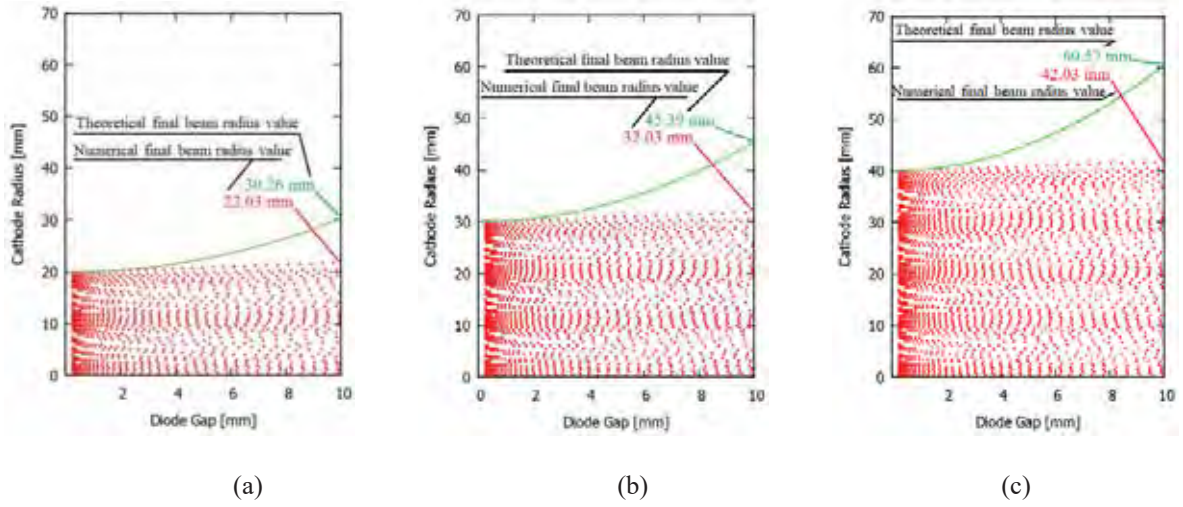 70
60
50
40
30
20
10
0
2
4
6
8
10
Cathode Radius [mm]
Diode Gap [mm]
Theoretical final beam radius value
Numerical final beam radius value
30.26 mm
22.03 mm
(a)
70
60
50
40
30
20
10
0
0
2
4
6
8
10
Cathode Radius [mm]
Diode Gap [mm]
Theoretical final beam radius value
Numerical final beam radius value
45.39 mm
32.03 mm
(b)
70
60
50
40
30
20
10
0
2
4
6
8
10
Cathode Radius [mm]
Diode Gap [mm]
Theoretical final beam radius value
60.57 mm
42.03 mm
Numerical final beam radius value
(c)